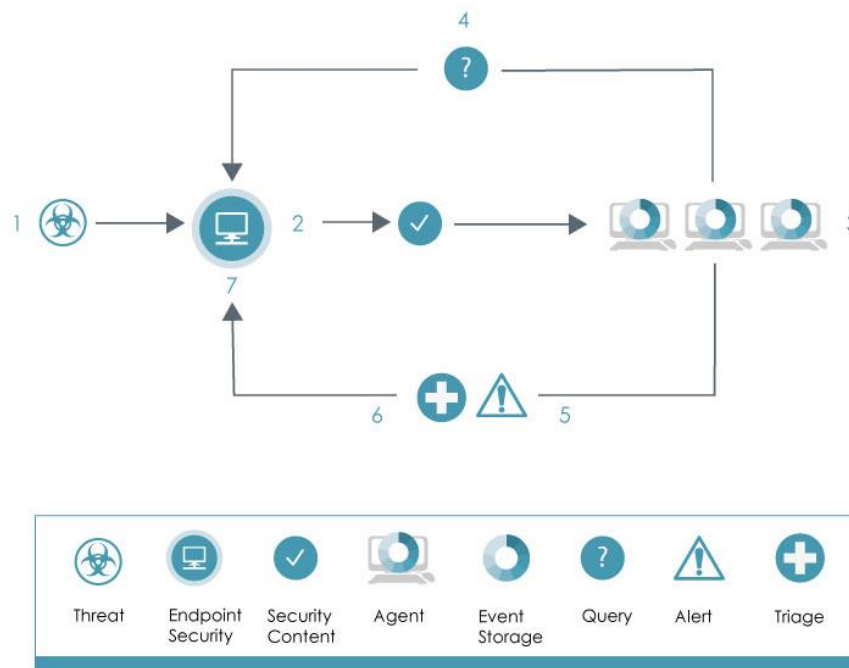 4
?
1
2
3
7
6
5
?
Threat
Endpoint
Security
Security
Content
Agent
Event
Storage
Query
Alert
Triage